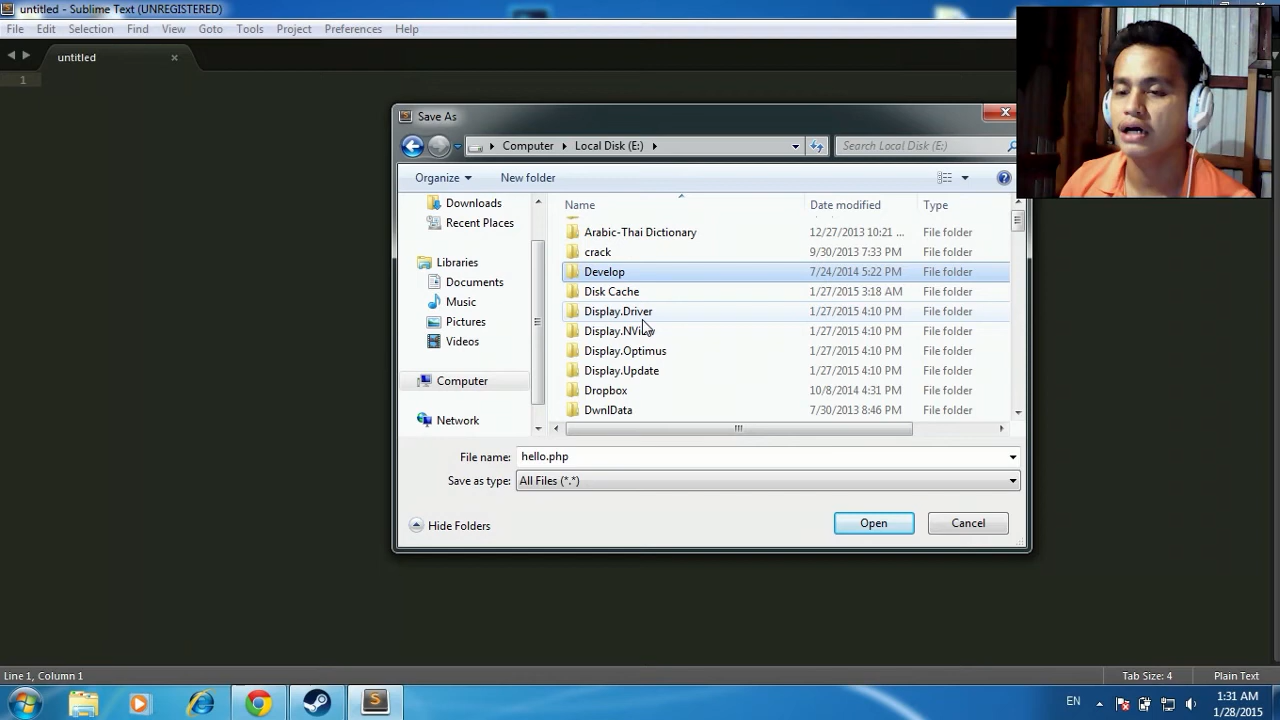 untitled - Sublime Text (UNREGISTERED)
File Edit Selection Find View Goto Tools Project Preferences Help
untitled
1
Save As
Computer Local Disk (E:)
Search Local Disk (E:)
Organize New folder
Name Date modified Type
Downloads
Recent Places
Libraries
Documents
Music
Pictures
Videos
Computer
Network
Arabic-Thai Dictionary 12/27/2013 10:21 ... File folder
crack 9/30/2013 7:33 PM File folder
Develop 7/24/2014 5:22 PM File folder
Disk Cache 1/27/2015 3:18 AM File folder
Display.Driver 1/27/2015 4:10 PM File folder
1/27/2015 4:10 PM File folder
Display.Optimus 1/27/2015 4:10 PM File folder
Display.Update 1/27/2015 4:10 PM File folder
Dropbox 10/8/2014 4:31 PM File folder
DwnlData 7/30/2013 8:46 PM File folder
File name: hello.php
Save as type: All Files (*.*)
Hide Folders
Open Cancel
Line 1, Column 1
Tab Size: 4 Plain Text
EN
1:31 AM
1/28/2015